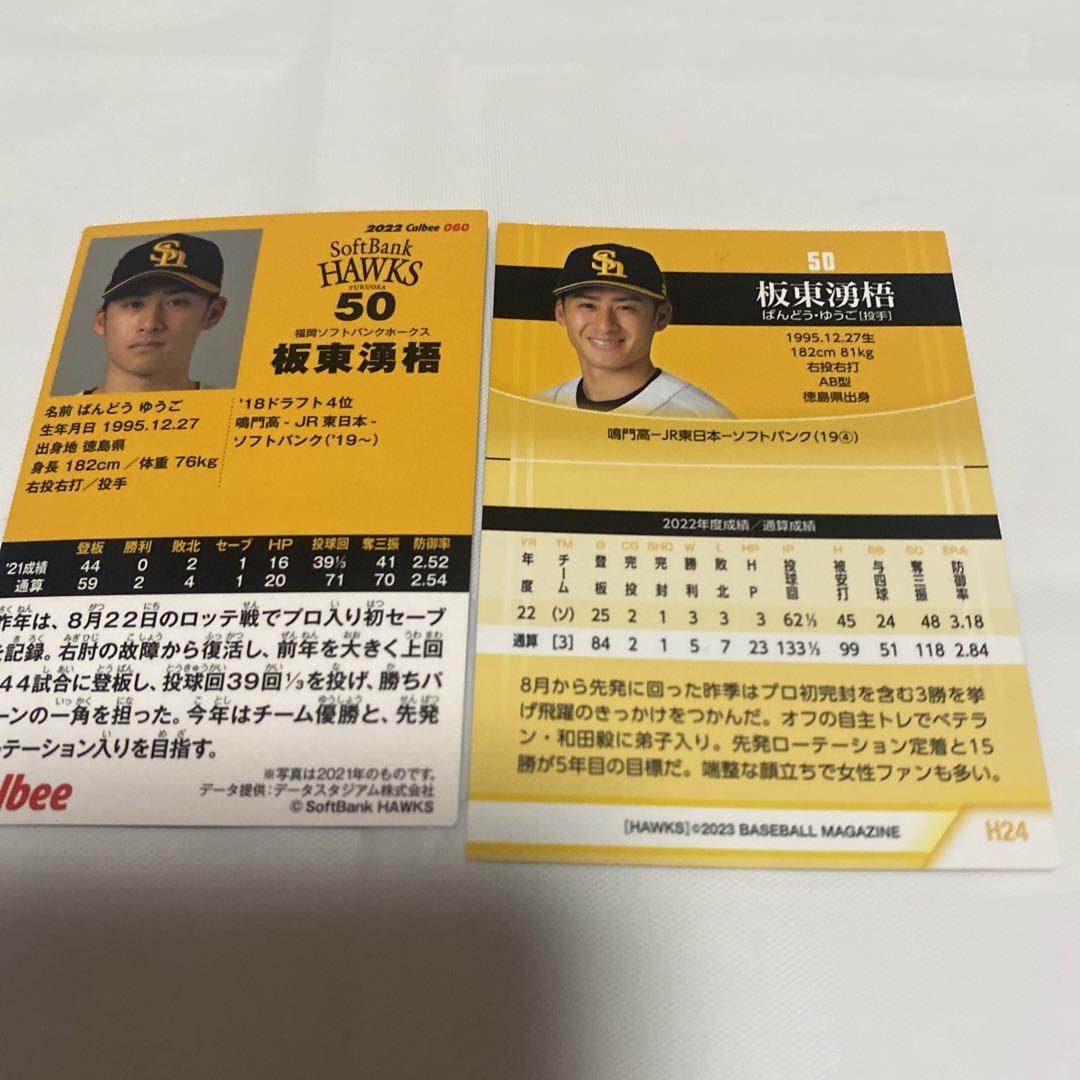 2022 Calbee 060
SoftBank
HAWKS
FUKUOKA
50
福岡ソフトバンクホークス
板東湧梧
名前 ばんどう ゆうご
生年月日 1995.12.27
出身地 徳島県
身長 182cm／体重 76kg
右投右打／投手
'18ドラフト4位
鳴門高 - JR東日本 -
ソフトバンク('19～)
登板 勝利 敗北 セーブ HP 投球回 奪三振 防御率
'21成績 44 0 2 1 16 39⅓ 41 2.52
通算 59 2 4 1 20 71 70 2.54
昨年は、8月22日のロッテ戦でプロ入り初セーブ
を記録。右肘の故障から復活し、前年を大きく上回
44試合に登板し、投球回39回⅓を投げ、勝ちパ
ーンの一角を担った。今年はチーム優勝と、先発
ーテーション入りを目指す。
※写真は2021年のものです。
データ提供：データスタジアム株式会社
© SoftBank HAWKS
lbee
50
板東湧梧
ばんどう・ゆうご［投手］
1995.12.27生
182cm 81kg
右投右打
AB型
徳島県出身
鳴門高−JR東日本−ソフトバンク（19④）
2022年度成績／通算成績
YR TM G CG SHO W L HP IP H BB SO ERA
年度 チーム 登板 完投 完封 勝利 敗北 HP 投球回 被安打 与四球 奪三振 防御率
22 (ソ) 25 2 1 3 3 3 62⅓ 45 24 48 3.18
通算 [3] 84 2 1 5 7 23 133⅓ 99 51 118 2.84
8月から先発に回った昨季はプロ初完封を含む3勝を挙
げ飛躍のきっかけをつかんだ。オフの自主トレでベテラ
ン・和田毅に弟子入り。先発ローテーション定着と15
勝が5年目の目標だ。端整な顔立ちで女性ファンも多い。
［HAWKS］©2023 BASEBALL MAGAZINE
H24